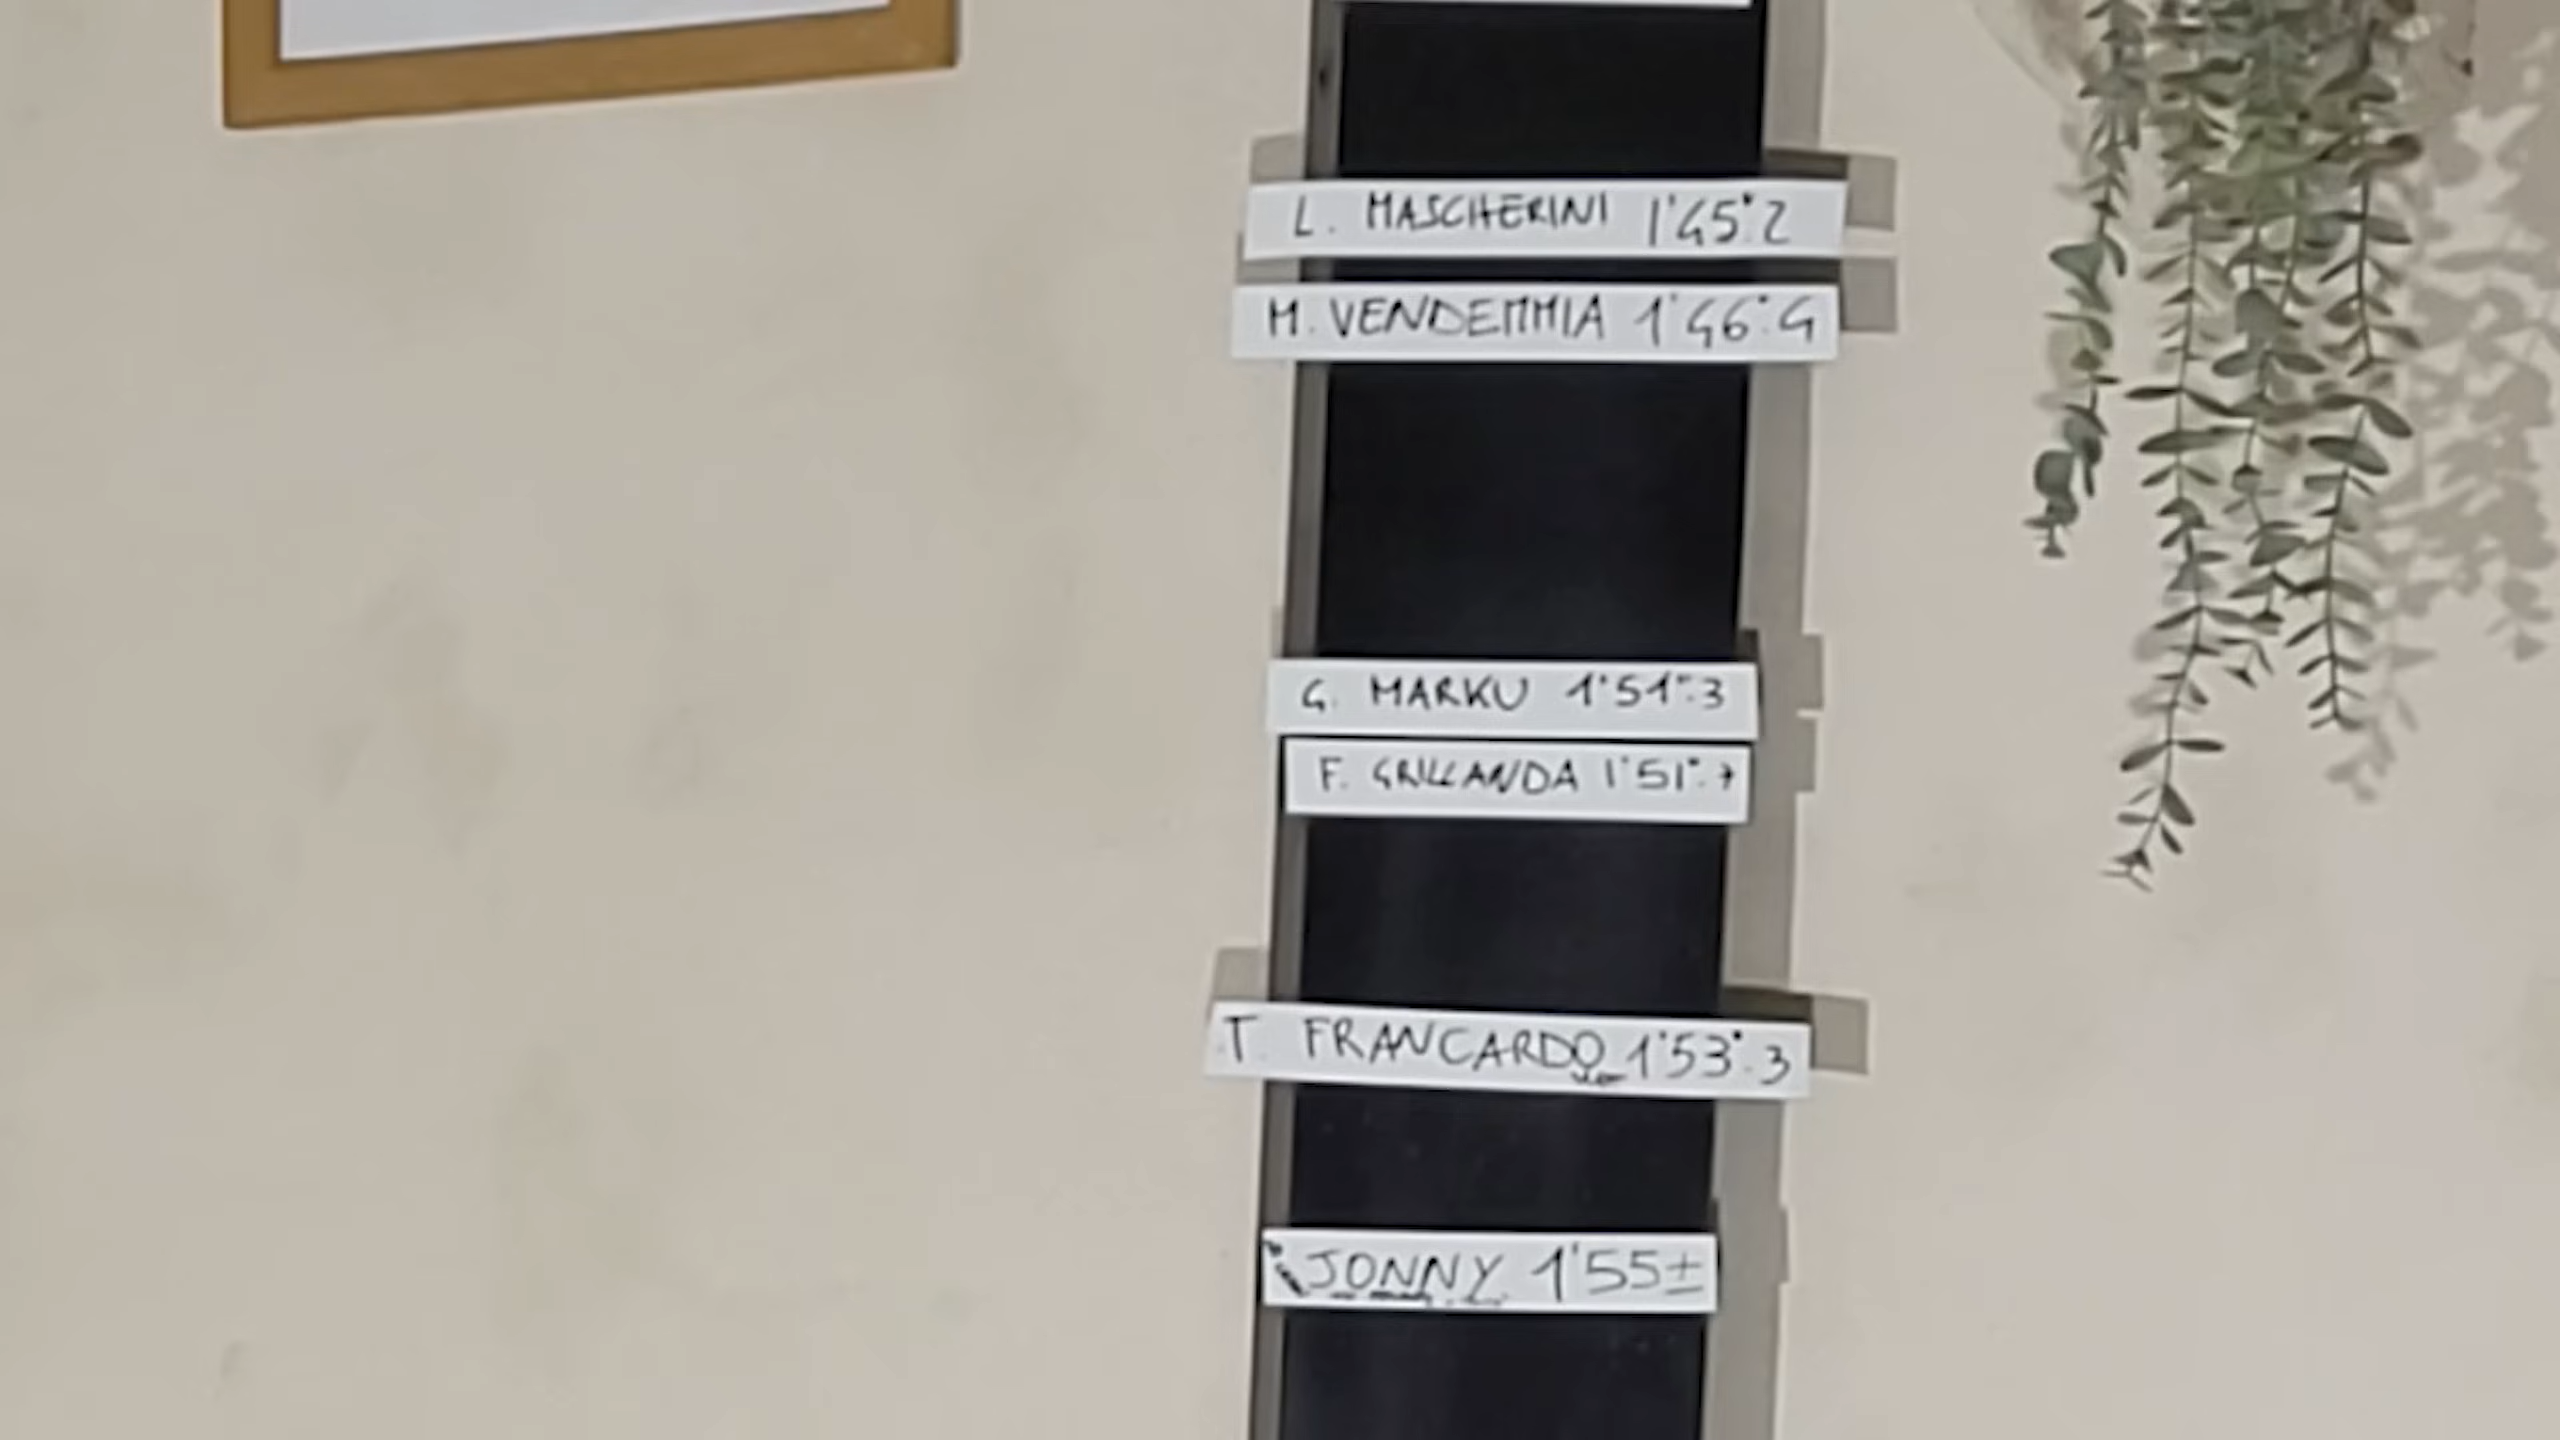 L. MASCHERINI 1'45".2
M. VENDEMMIA 1'46".4
G. MARKU 1'51".3
F. GRILLANDA 1'51".7
T. FRANCARDO 1'53".3
JONNY 1'55±